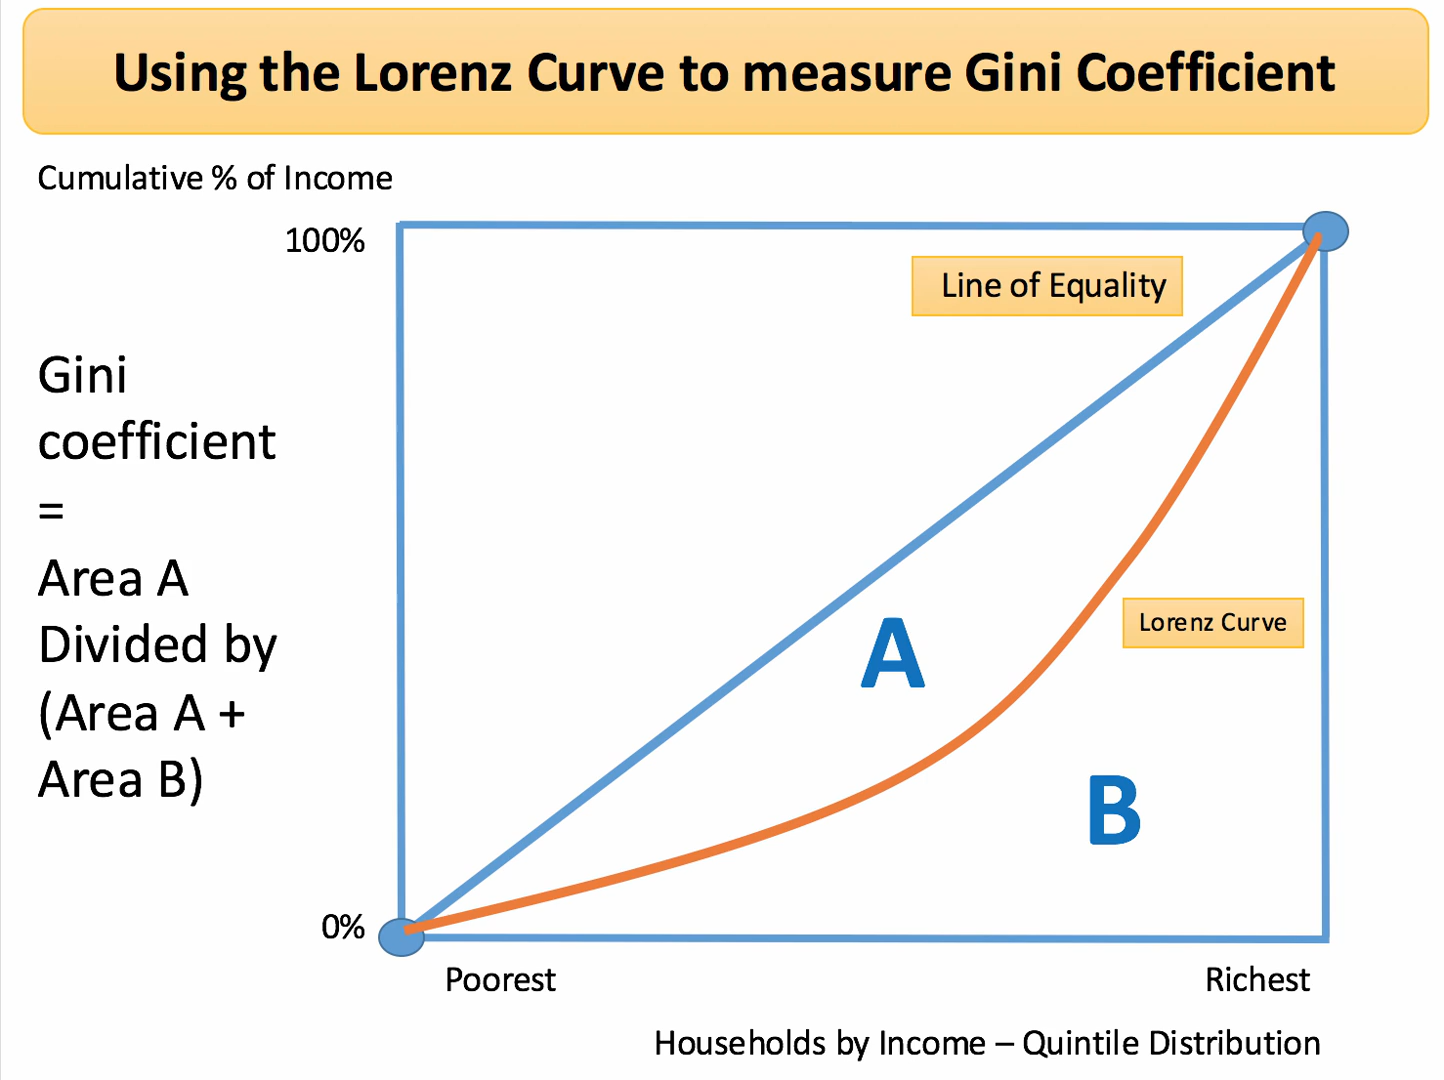 Using the Lorenz Curve to measure Gini Coefficient
Cumulative % of Income
100%
Line of Equality
Gini
coefficient
=
Area A
Divided by
(Area A +
Area B)
A
Lorenz Curve
B
0%
Poorest
Richest
Households by Income – Quintile Distribution